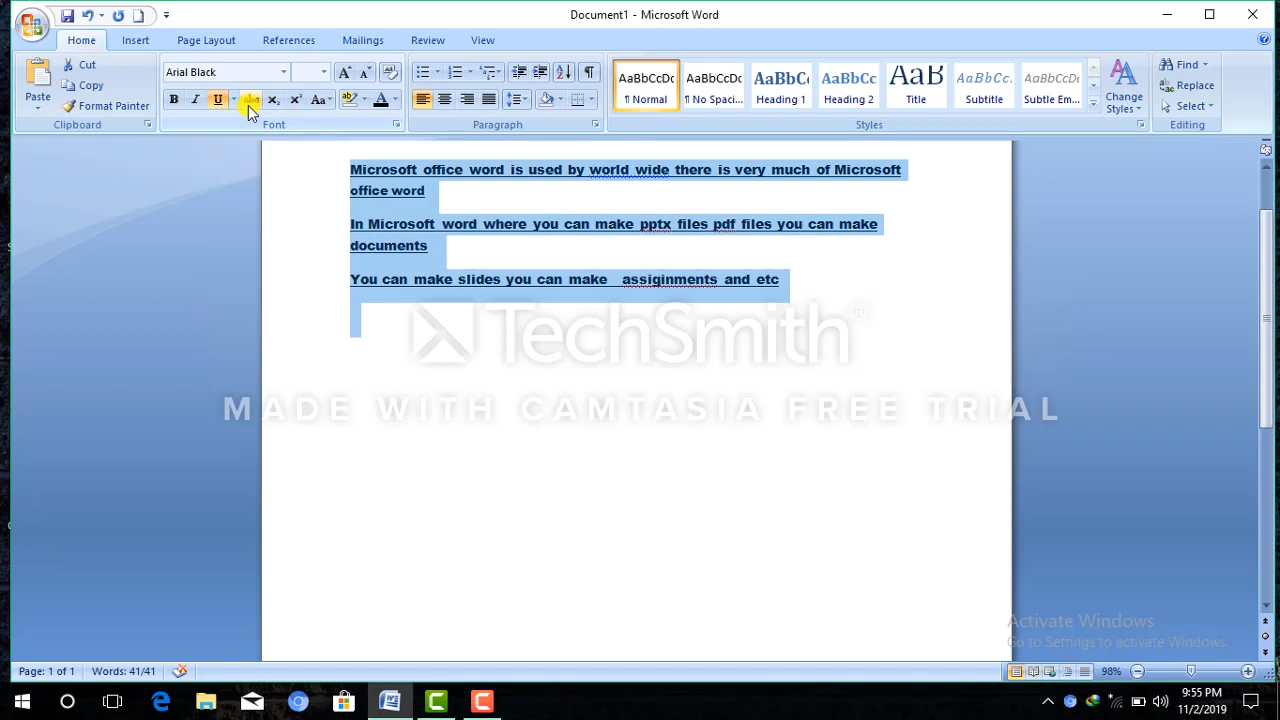 Document1 - Microsoft Word
Home Insert Page Layout References Mailings Review View
Paste
Cut
Copy
Format Painter
Clipboard
Arial Black
B I U abc X₂ X² Aa ab A
Font
Paragraph
AaBbCcDc AaBbCcDc AaBbCc AaBbCc AaB AaBbCc. AaBbCcDc
¶ Normal ¶ No Spaci... Heading 1 Heading 2 Title Subtitle Subtle Em...
Styles
Change Styles
Find
Replace
Select
Editing
Microsoft office word is used by world wide there is very much of Microsoft
office word
In Microsoft word where you can make pptx files pdf files you can make
documents
You can make slides you can make assiginments and etc
TechSmith®
MADE WITH CAMTASIA FREE TRIAL
Activate Windows
Go to Settings to activate Windows.
Page: 1 of 1 Words: 41/41 98%
9:55 PM
11/2/2019